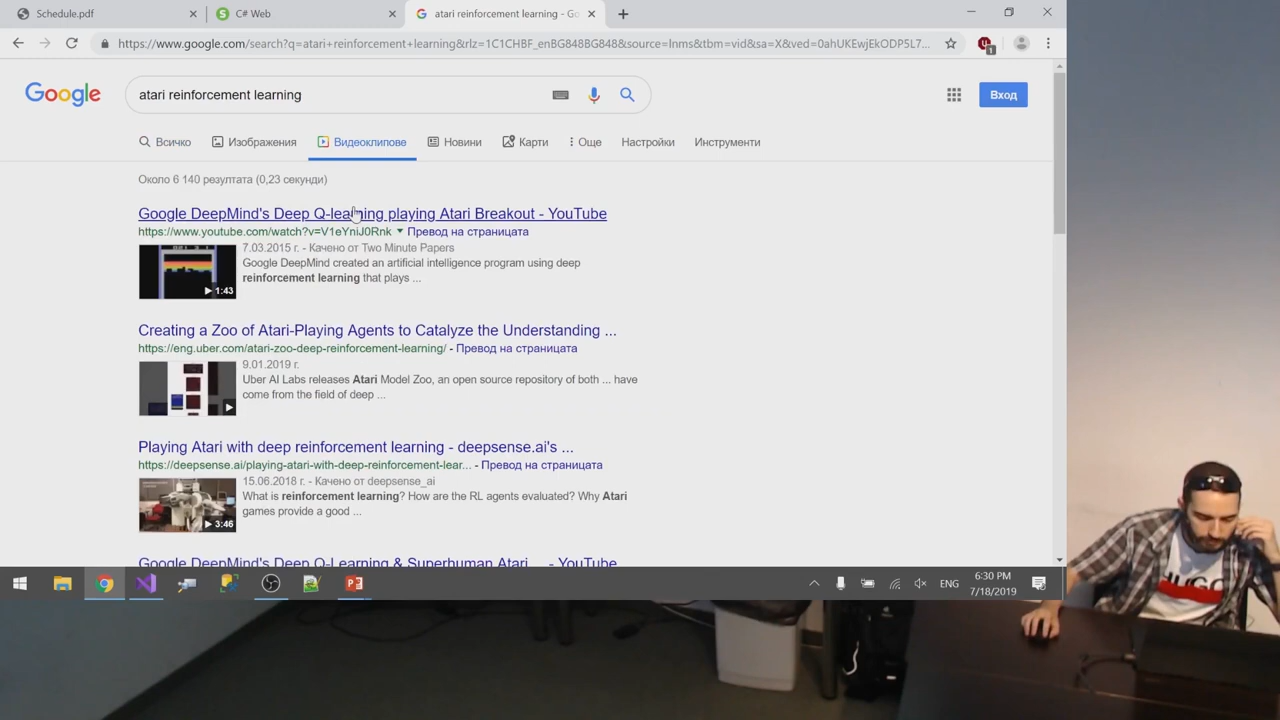 Schedule.pdf
C# Web
atari reinforcement learning - Go
https://www.google.com/search?q=atari+reinforcement+learning&rlz=1C1CHBF_enBG848BG848&source=lnms&tbm=vid&sa=X&ved=0ahUKEwjEkODP5L7...
1
Google
atari reinforcement learning
Вход
Всичко Изображения Видеоклипове Новини Карти Още Настройки Инструменти
Около 6 140 резултата (0,23 секунди)
Google DeepMind's Deep Q-learning playing Atari Breakout - YouTube
https://www.youtube.com/watch?v=V1eYniJ0Rnk Превод на страницата
7.03.2015 г. - Качено от Two Minute Papers
Google DeepMind created an artificial intelligence program using deep
reinforcement learning that plays ...
1:43
Creating a Zoo of Atari-Playing Agents to Catalyze the Understanding ...
https://eng.uber.com/atari-zoo-deep-reinforcement-learning/ - Превод на страницата
9.01.2019 г.
Uber AI Labs releases Atari Model Zoo, an open source repository of both ... have
come from the field of deep ...
Playing Atari with deep reinforcement learning - deepsense.ai's ...
https://deepsense.ai/playing-atari-with-deep-reinforcement-lear... - Превод на страницата
15.06.2018 г. - Качено от deepsense_ai
What is reinforcement learning? How are the RL agents evaluated? Why Atari
games provide a good ...
3:46
Google DeepMind's Deep Q-Learning & Superhuman Atari ... - YouTube
ENG
6:30 PM
7/18/2019
HUGO